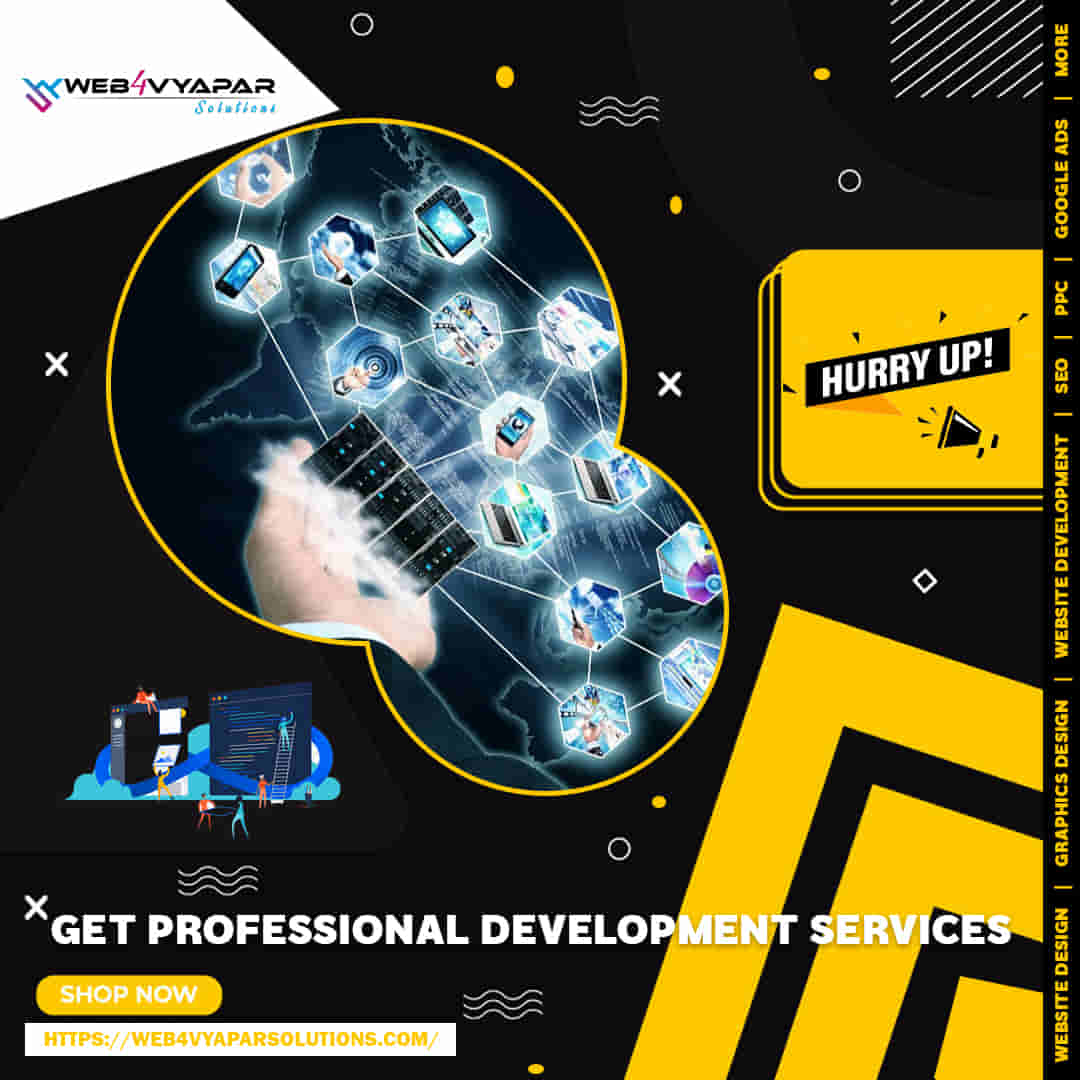 WEB4VYAPAR
Solutions
HURRY UP!
GET PROFESSIONAL DEVELOPMENT SERVICES
SHOP NOW
HTTPS://WEB4VYAPARSOLUTIONS.COM/
WEBSITE DESIGN | GRAPHICS DESIGN | WEBSITE DEVELOPMENT | SEO | PPC | GOOGLE ADS | MORE